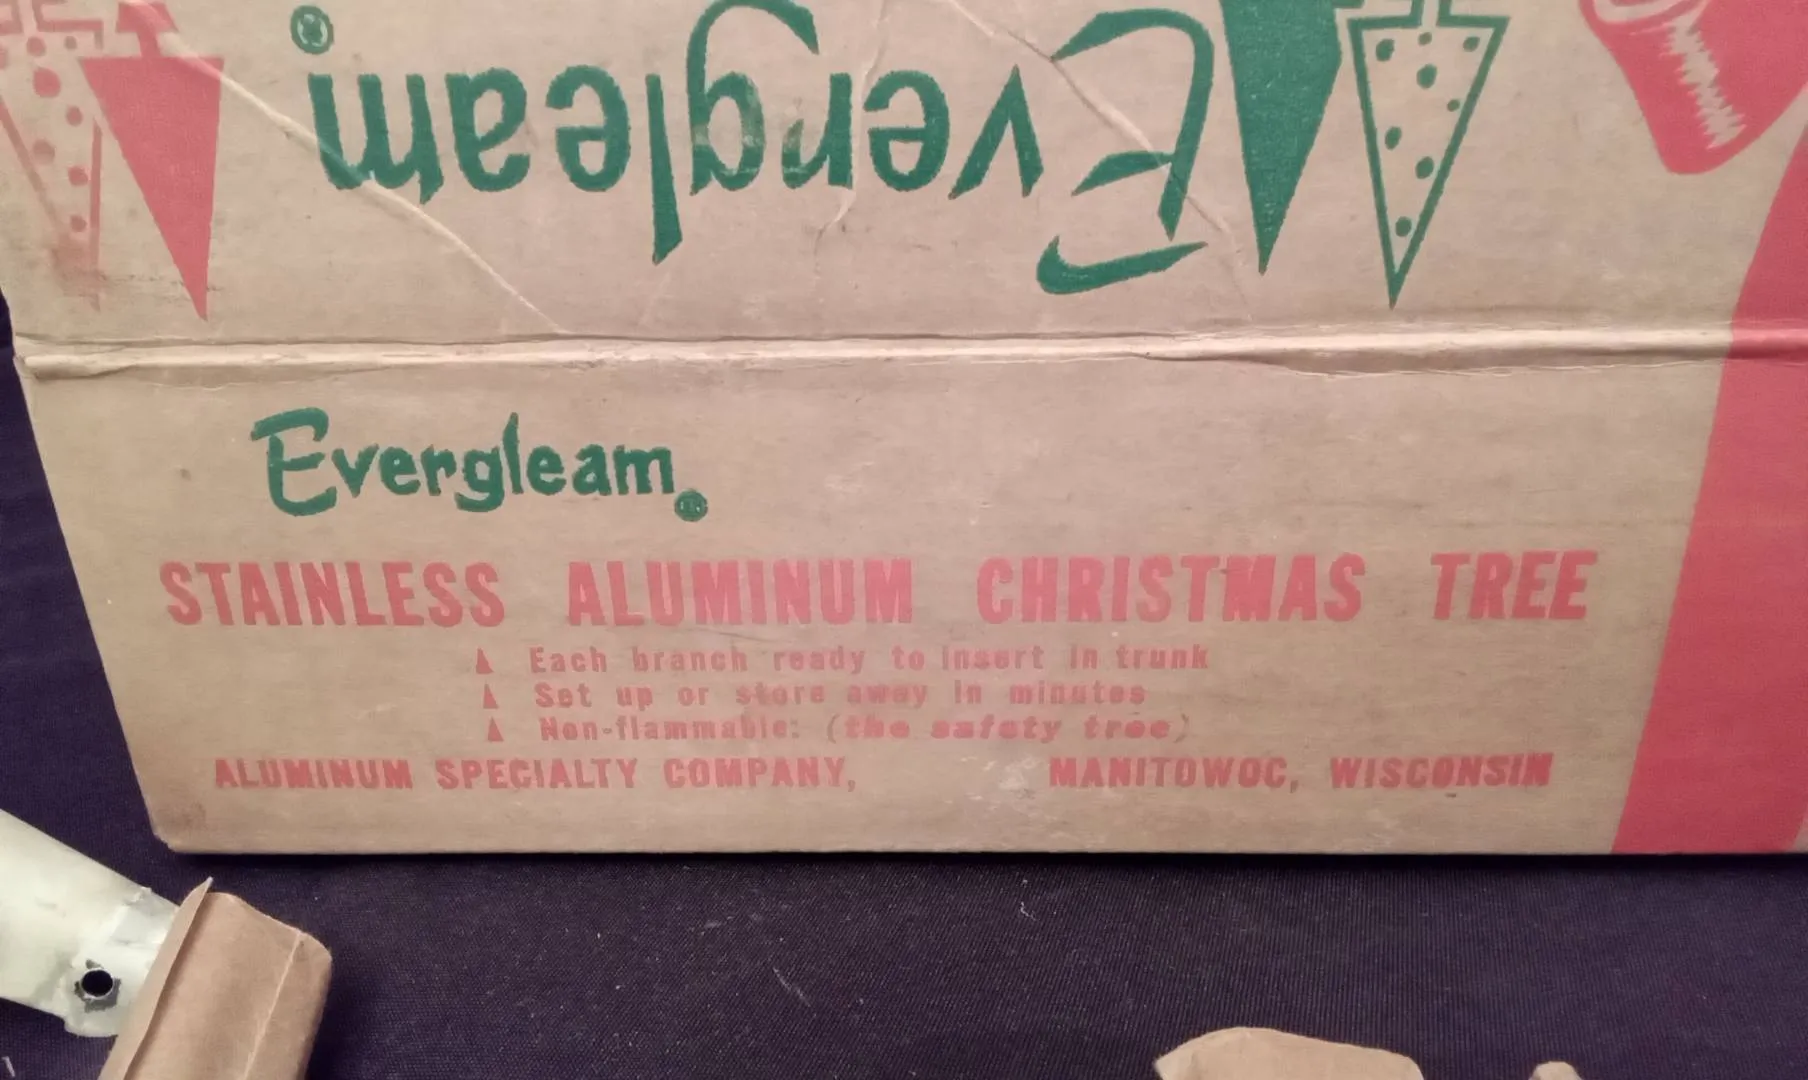 Evergleam®
Evergleam®
STAINLESS ALUMINUM CHRISTMAS TREE
▲ Each branch ready to insert in trunk
▲ Set up or store away in minutes
▲ Non-flammable: (the safety tree)
ALUMINUM SPECIALTY COMPANY, MANITOWOC, WISCONSIN